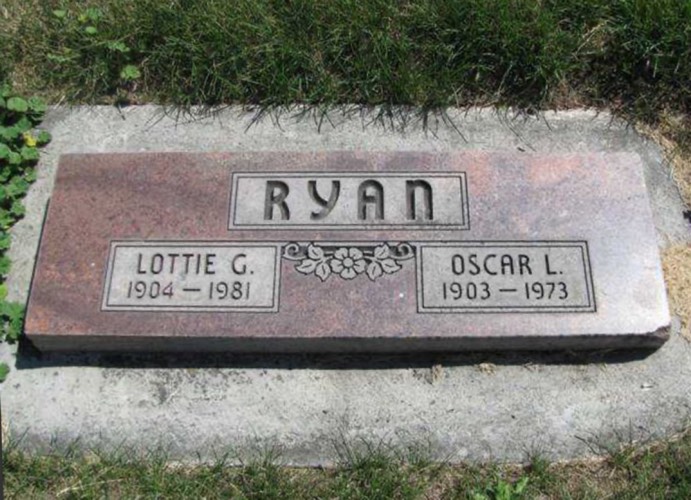 RYAN
LOTTIE G.
1904 — 1981
OSCAR L.
1903 — 1973